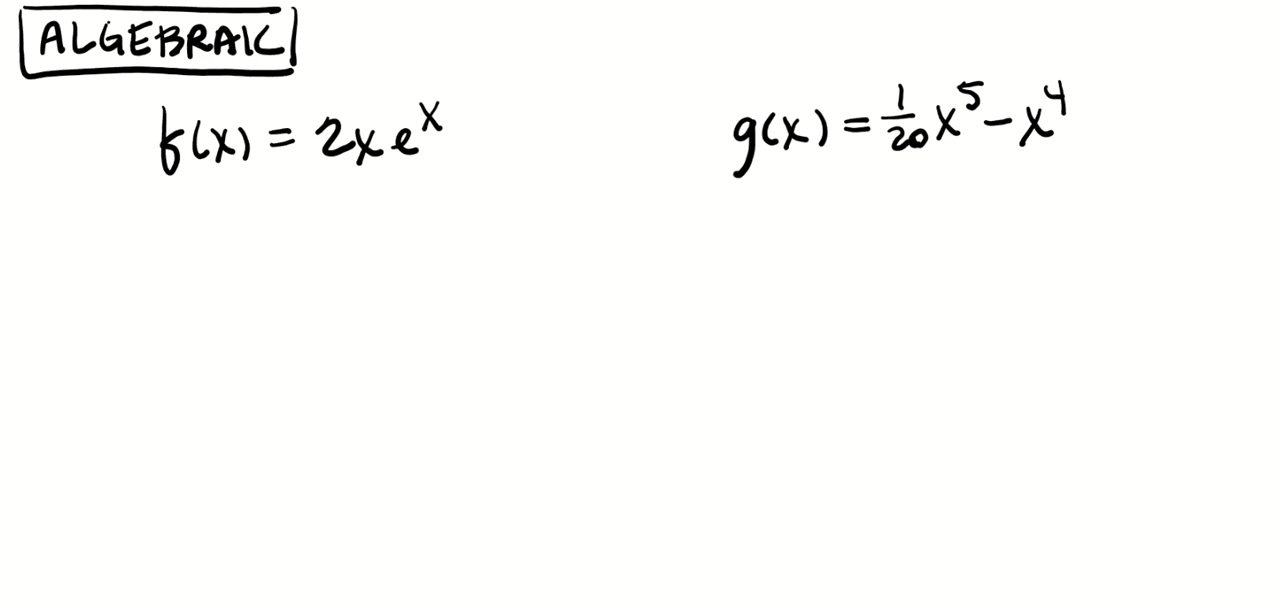 ALGEBRAIC
f(x) = 2xe^x
g(x) = 1/20 x^5 - x^4